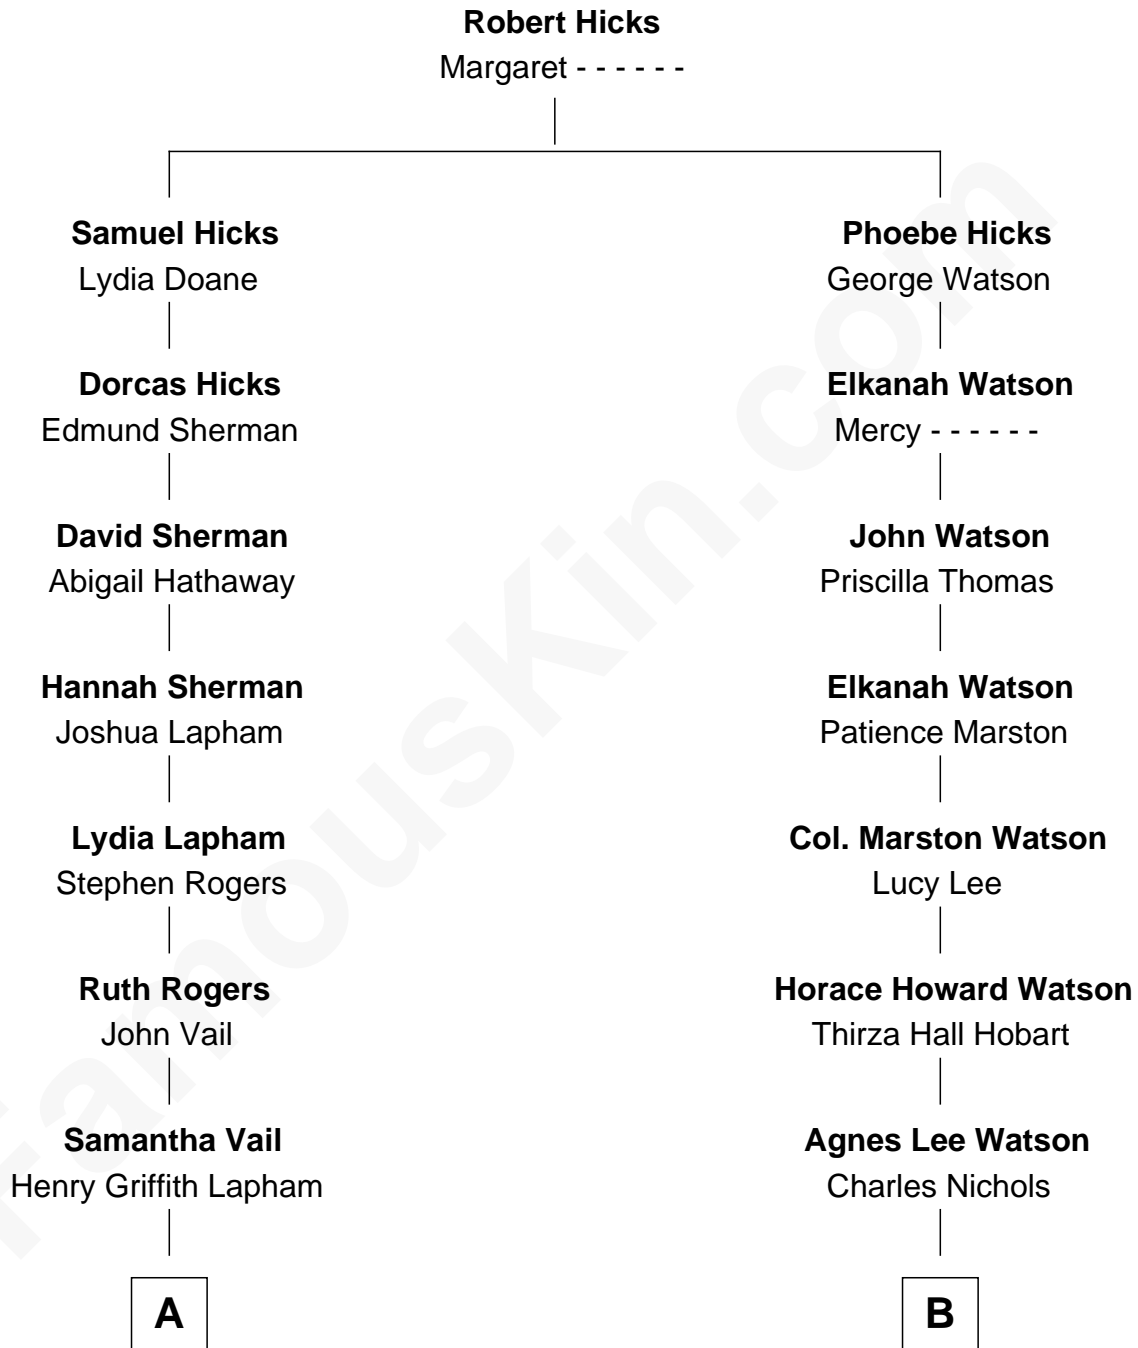 Robert Hicks
Margaret - - - - - -
Samuel Hicks
Lydia Doane
Phoebe Hicks
George Watson
Dorcas Hicks
Edmund Sherman
Elkanah Watson
Mercy - - - - - -
David Sherman
Abigail Hathaway
John Watson
Priscilla Thomas
Hannah Sherman
Joshua Lapham
Elkanah Watson
Patience Marston
Lydia Lapham
Stephen Rogers
Col. Marston Watson
Lucy Lee
Ruth Rogers
John Vail
Horace Howard Watson
Thirza Hall Hobart
Samantha Vail
Henry Griffith Lapham
Agnes Lee Watson
Charles Nichols
A
B
FamousKin.com